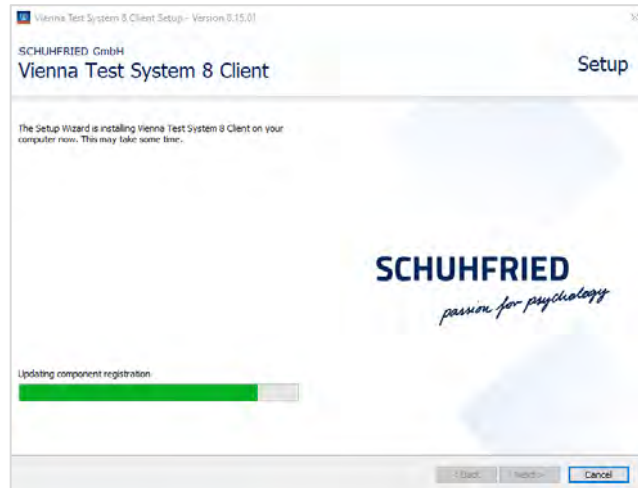 Vienna Test System 8 Client Setup - Version 8.15.01
SCHUHFRIED GmbH
Vienna Test System 8 Client
Setup
The Setup Wizard is installing Vienna Test System 8 Client on your
computer now. This may take some time.
SCHUHFRIED
passion for psychology
Updating component registration
< Back
Next >
Cancel